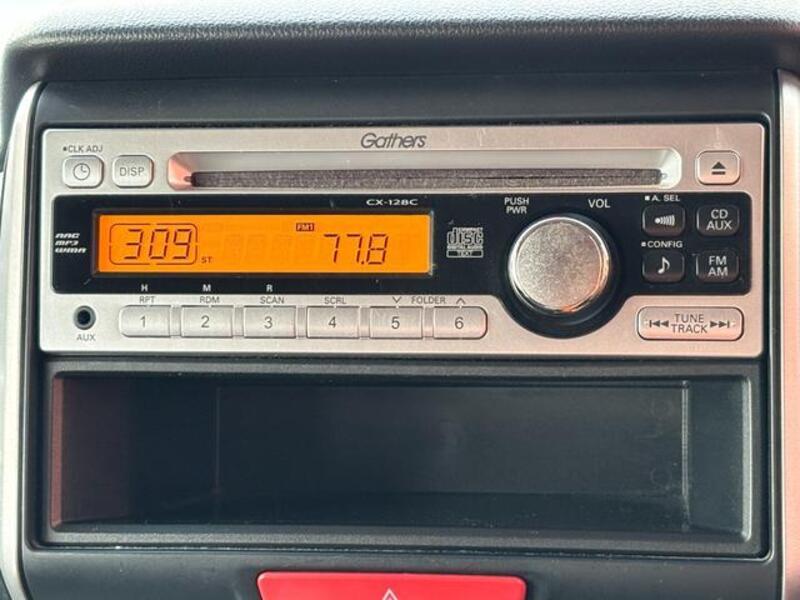 Gathers
CLK ADJ
DISP
CX-128C
AAC
MP3
WMA
309
ST
FM1
77.8
COMPACT
disc
DIGITAL AUDIO
TEXT
PUSH
PWR
VOL
A. SEL
CD
AUX
CONFIG
FM
AM
H M R
RPT RDM SCAN SCRL FOLDER
1 2 3 4 5 6
AUX
TUNE
TRACK